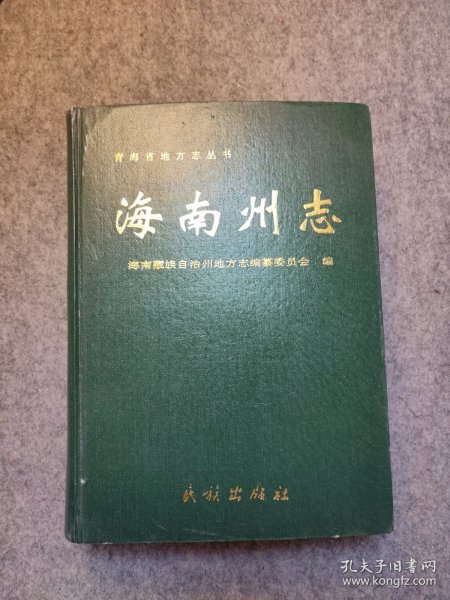 青海省地方志丛书
海南州志
海南藏族自治州地方志编纂委员会 编
民族出版社
孔夫子旧书网
www.kongfz.com